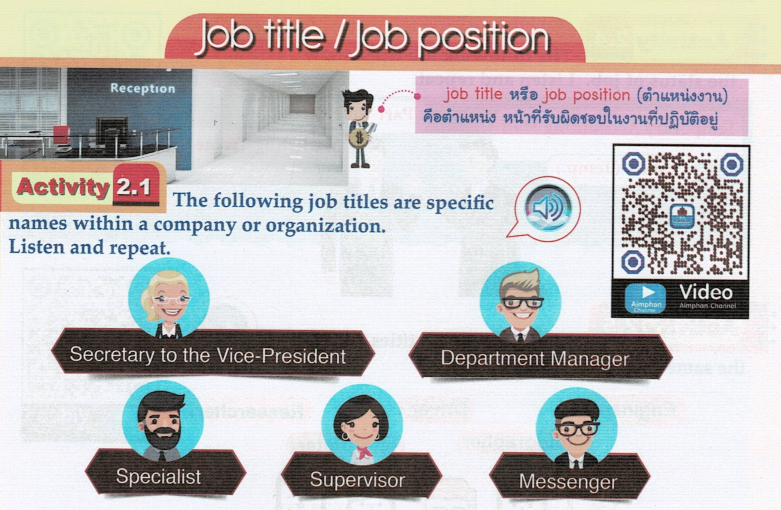 Job title / Job position
Reception
job title หรือ job position (ตำแหน่งงาน)
คือตำแหน่ง หน้าที่รับผิดชอบในงานที่ปฏิบัติอยู่
Activity 2.1
The following job titles are specific
names within a company or organization.
Listen and repeat.
Video
Aimphan Channel
Aimphan
Channel
Secretary to the Vice-President
Department Manager
Specialist
Supervisor
Messenger